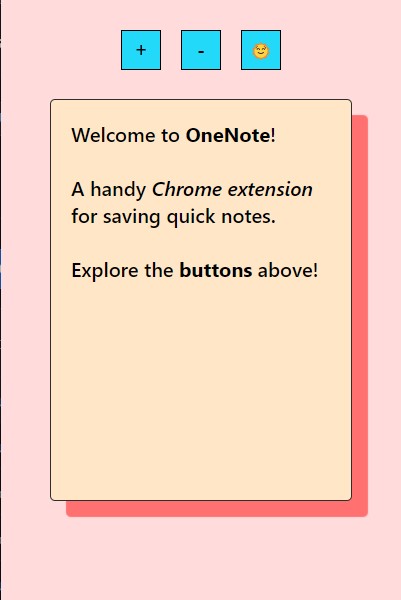 + - 😊
Welcome to OneNote!
A handy Chrome extension
for saving quick notes.
Explore the buttons above!